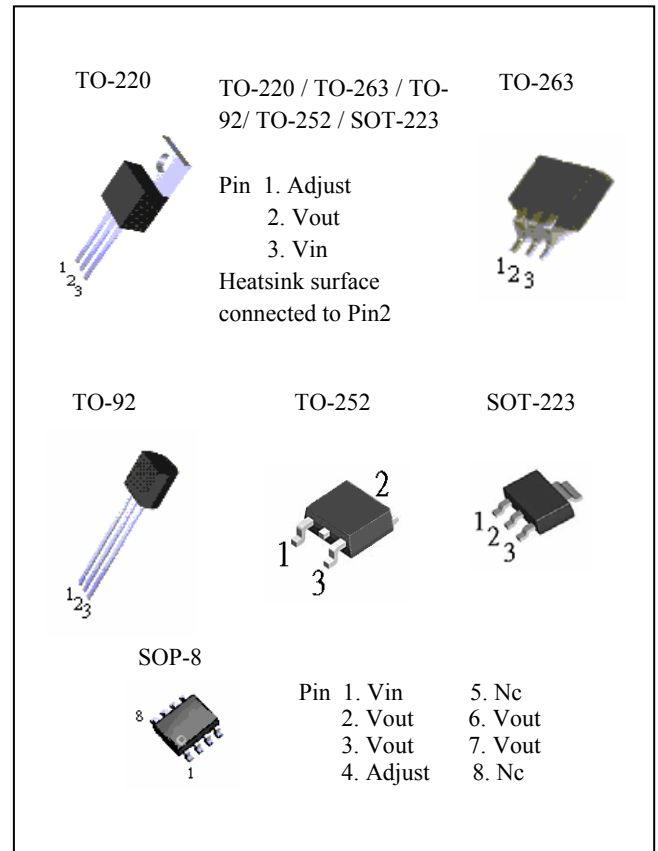 TO-220
TO-220 / TO-263 / TO-
92/ TO-252 / SOT-223
TO-263
Pin 1. Adjust
2. Vout
3. Vin
Heatsink surface
connected to Pin2
1
2
3
1
2
3
TO-92
TO-252
SOT-223
1
2
3
2
1
3
1
2
3
SOP-8
8
1
Pin 1. Vin 5. Nc
2. Vout 6. Vout
3. Vout 7. Vout
4. Adjust 8. Nc